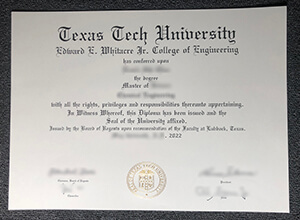 Texas Tech University
Edward E. Whitacre Jr. College of Engineering
has conferred upon
the degree
Master of
Engineering
with all the rights, privileges and responsibilities thereunto appertaining.
In Witness Whereof, this Diploma has been issued and the
Seal of the University affixed.
Issued by the Board of Regents upon recommendation of the Faculty at Lubbock, Texas.
2022